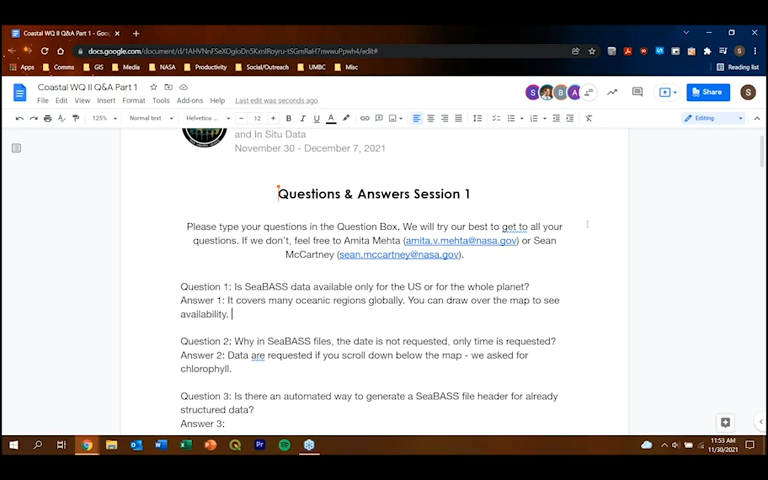 Coastal WQ II Q&A Part 1 - Goo
docs.google.com/document/d/
Apps Comms GIS Media NASA Productivity Social/Outreach UMBC Misc Reading list
Coastal WQ II Q&A Part 1
File Edit View Insert Format Tools Add-ons Help Last edit was seconds ago
Share
S
125% Normal text Helvetica ... 12 Editing
and In Situ Data
November 30 - December 7, 2021
Questions & Answers Session 1
Please type your questions in the Question Box. We will try our best to get to all your
questions. If we don't, feel free to Amita Mehta (amita.v.mehta@nasa.gov) or Sean
McCartney (sean.mccartney@nasa.gov).
Question 1: Is SeaBASS data available only for the US or for the whole planet?
Answer 1: It covers many oceanic regions globally. You can draw over the map to see
availability.
Question 2: Why in SeaBASS files, the date is not requested, only time is requested?
Answer 2: Data are requested if you scroll down below the map - we asked for
chlorophyll.
Question 3: Is there an automated way to generate a SeaBASS file header for already
structured data?
Answer 3:
11:53 AM
11/30/2021